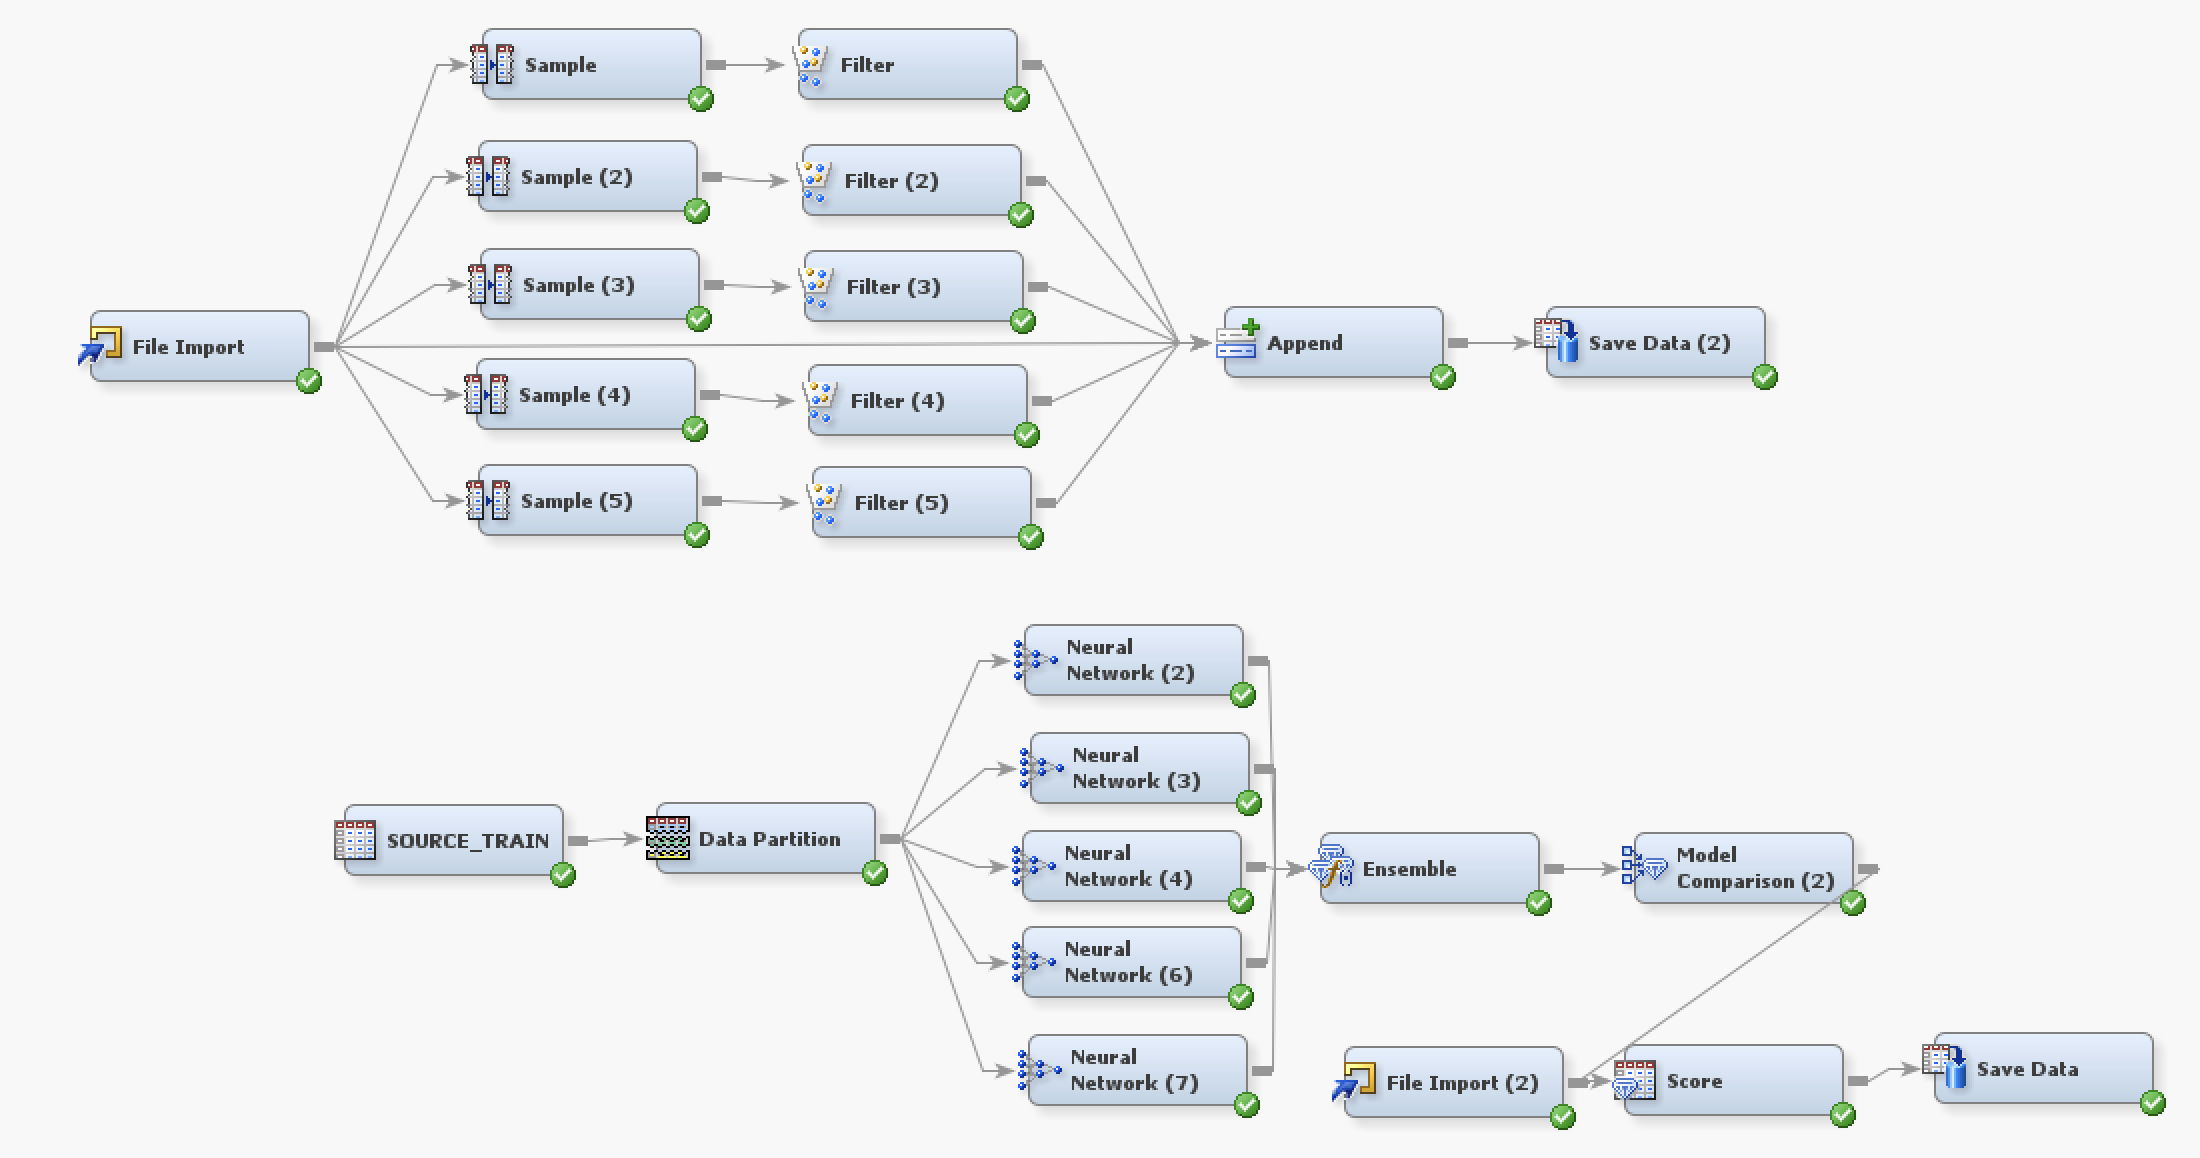 Sample
Filter
Sample (2)
Filter (2)
Sample (3)
Filter (3)
File Import
Append
Save Data (2)
Sample (4)
Filter (4)
Sample (5)
Filter (5)
Neural
Network (2)
Neural
Network (3)
SOURCE_TRAIN
Data Partition
Neural
Network (4)
Ensemble
Model
Comparison (2)
Neural
Network (6)
Neural
Network (7)
File Import (2)
Score
Save Data